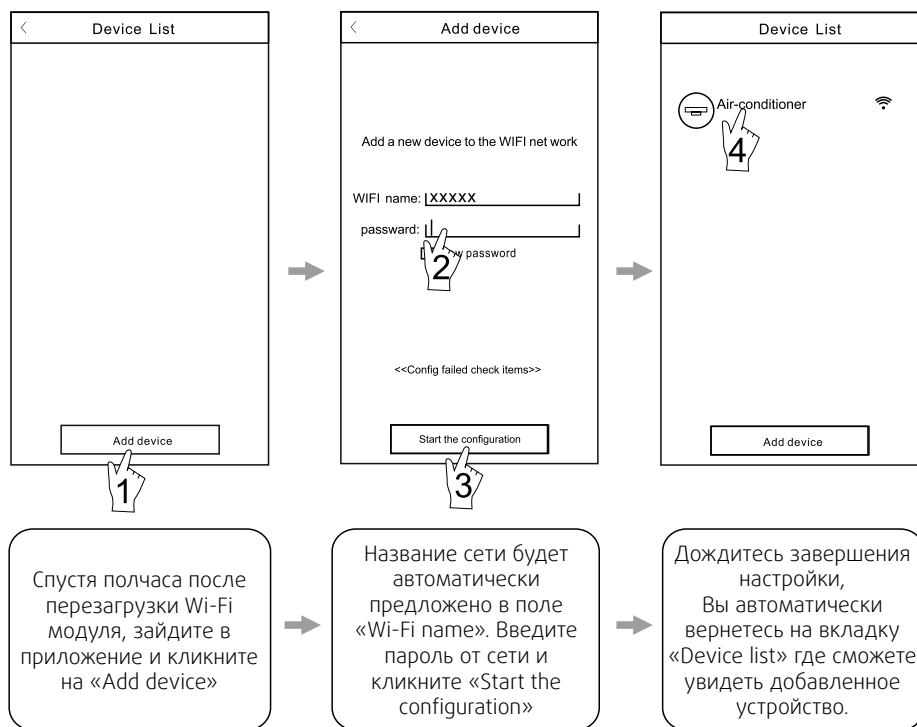 Device List
Add device
1
Add device
Add a new device to the WIFI net work
WIFI name: XXXXX
passward:
w password
2
<<Config failed check items>>
Start the configuration
3
Device List
Air-conditioner
4
Add device
Спустя полчаса после
перезагрузки Wi-Fi
модуля, зайдите в
приложение и кликните
на «Add device»
Название сети будет
автоматически
предложено в поле
«Wi-Fi name». Введите
пароль от сети и
кликните «Start the
configuration»
Дождитесь завершения
настройки,
Вы автоматически
вернетесь на вкладку
«Device list» где сможете
увидеть добавленное
устройство.